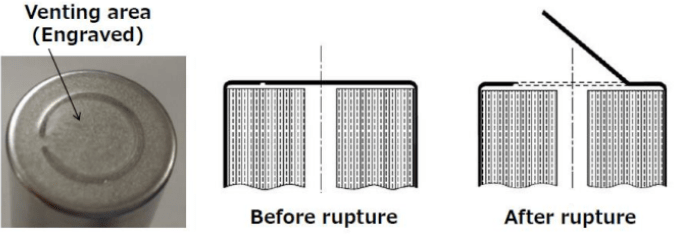 Venting area
(Engraved)
Before rupture
After rupture